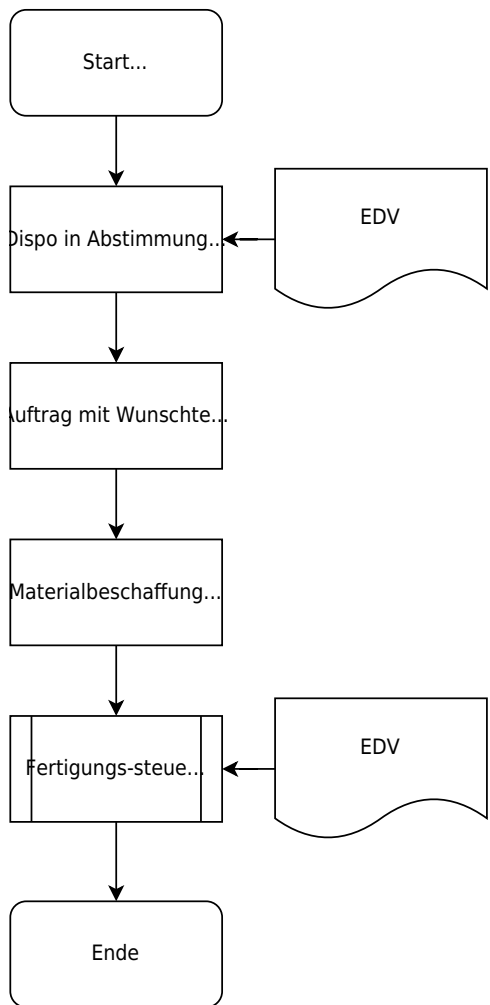 Start...
Dispo in Abstimmung...
EDV
Auftrag mit Wunschte...
Materialbeschaffung...
Fertigungs-steue...
EDV
Ende